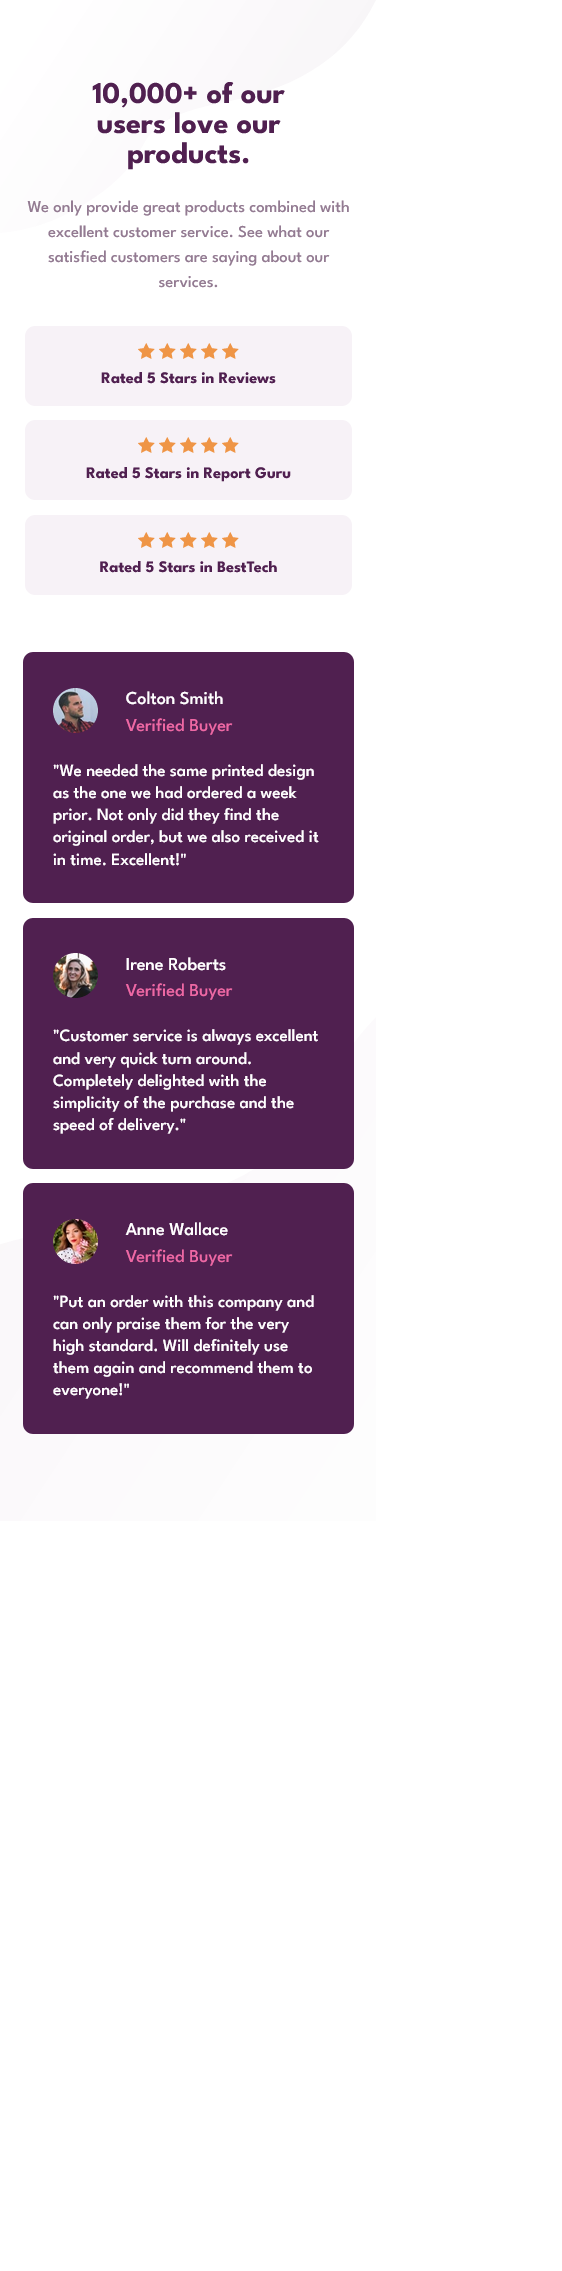 10,000+ of our
users love our
products.
We only provide great products combined with
excellent customer service. See what our
satisfied customers are saying about our
services.
Rated 5 Stars in Reviews
Rated 5 Stars in Report Guru
Rated 5 Stars in BestTech
Colton Smith
Verified Buyer
"We needed the same printed design
as the one we had ordered a week
prior. Not only did they find the
original order, but we also received it
in time. Excellent!"
Irene Roberts
Verified Buyer
"Customer service is always excellent
and very quick turn around.
Completely delighted with the
simplicity of the purchase and the
speed of delivery."
Anne Wallace
Verified Buyer
"Put an order with this company and
can only praise them for the very
high standard. Will definitely use
them again and recommend them to
everyone!"